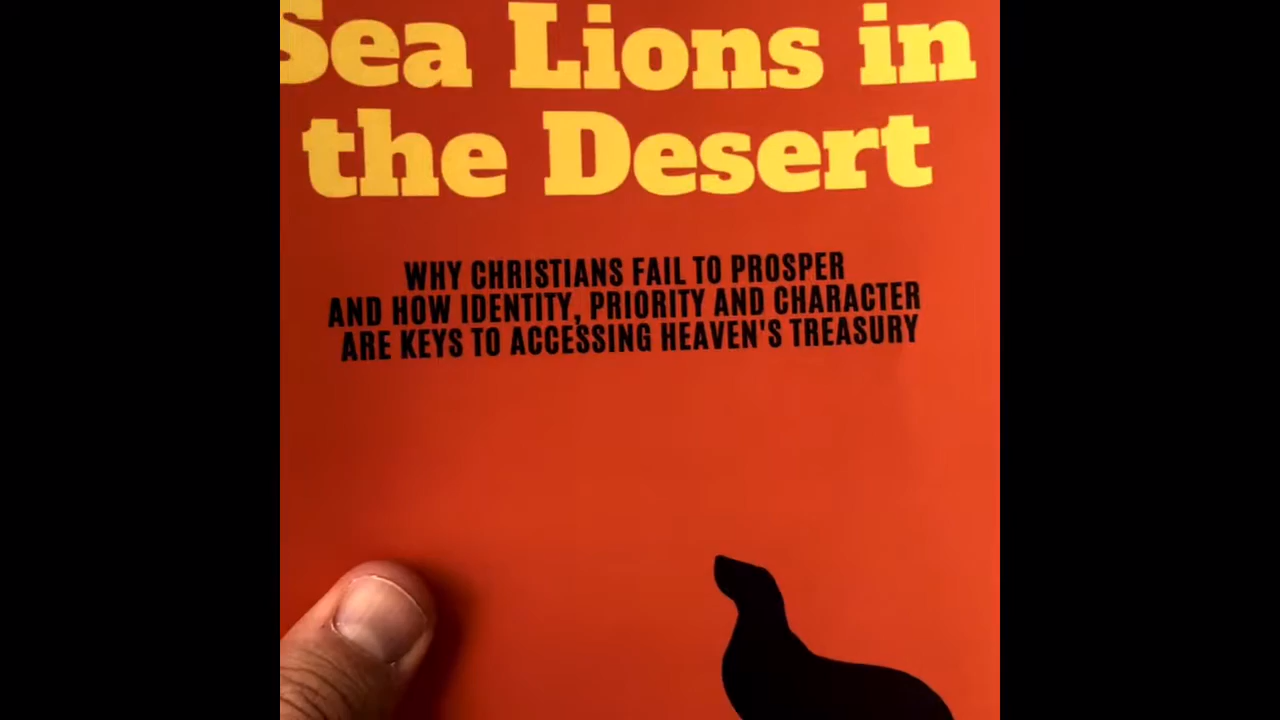 Sea Lions in
the Desert
WHY CHRISTIANS FAIL TO PROSPER
AND HOW IDENTITY, PRIORITY AND CHARACTER
ARE KEYS TO ACCESSING HEAVEN'S TREASURY